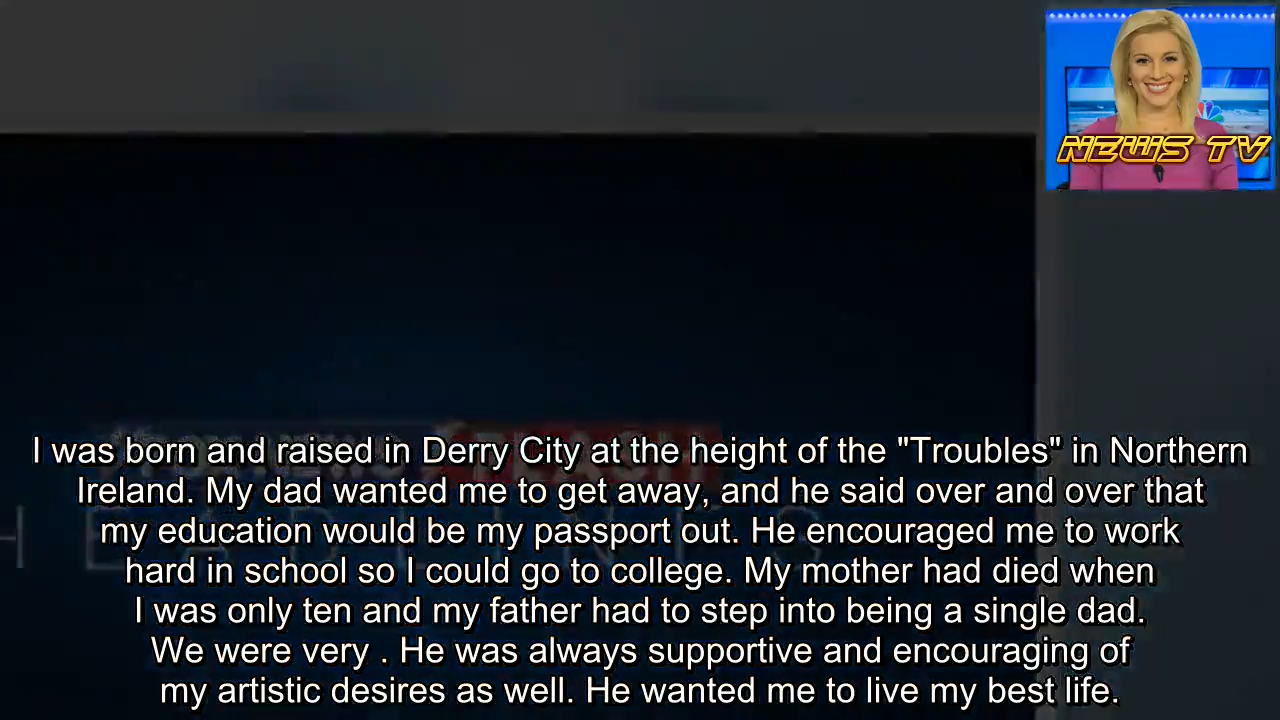 NEWS TV
I was born and raised in Derry City at the height of the "Troubles" in Northern
Ireland. My dad wanted me to get away, and he said over and over that
my education would be my passport out. He encouraged me to work
hard in school so I could go to college. My mother had died when
I was only ten and my father had to step into being a single dad.
We were very . He was always supportive and encouraging of
my artistic desires as well. He wanted me to live my best life.